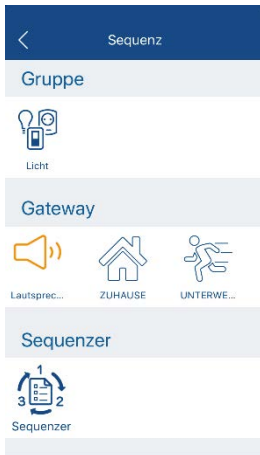 Sequenz
Gruppe
Licht
Gateway
Lautsprec... ZUHAUSE UNTERWE...
Sequenzer
1
3 2
Sequenzer